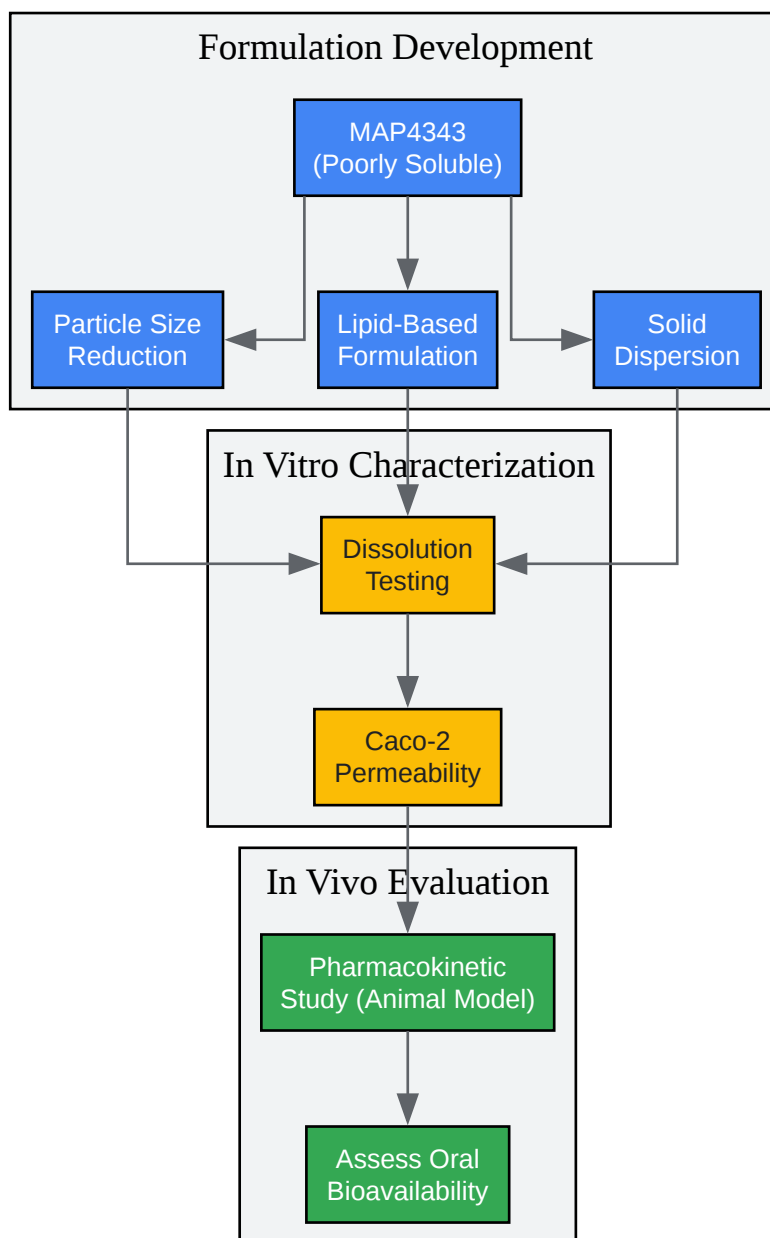 Formulation Development
MAP4343
(Poorly Soluble)
Particle Size
Reduction
Lipid-Based
Formulation
Solid
Dispersion
In Vitro Characterization
Dissolution
Testing
Caco-2
Permeability
In Vivo Evaluation
Pharmacokinetic
Study (Animal Model)
Assess Oral
Bioavailability